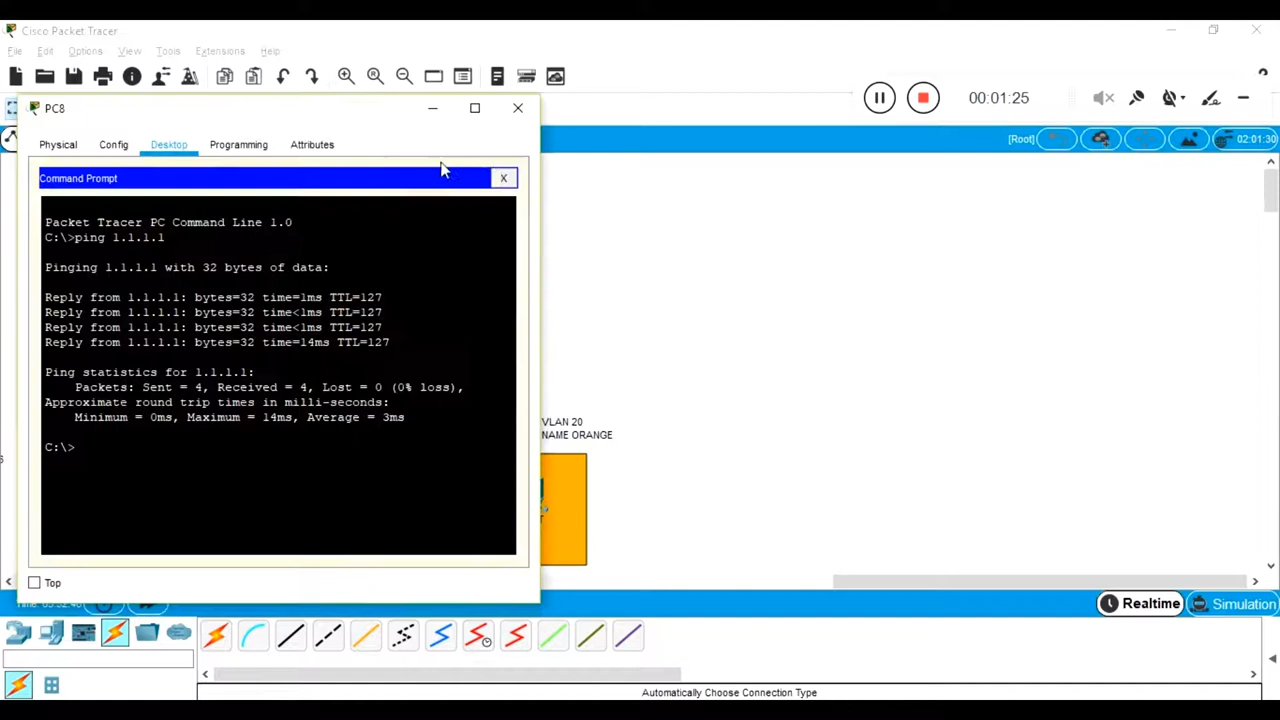 Cisco Packet Tracer
File Edit Options View Tools Extensions Help
PC8
00:01:25
Physical Config Desktop Programming Attributes
[Root] 02:01:30
Command Prompt X
Packet Tracer PC Command Line 1.0
C:\>ping 1.1.1.1
Pinging 1.1.1.1 with 32 bytes of data:
Reply from 1.1.1.1: bytes=32 time=1ms TTL=127
Reply from 1.1.1.1: bytes=32 time<1ms TTL=127
Reply from 1.1.1.1: bytes=32 time<1ms TTL=127
Reply from 1.1.1.1: bytes=32 time=14ms TTL=127
Ping statistics for 1.1.1.1:
Packets: Sent = 4, Received = 4, Lost = 0 (0% loss),
Approximate round trip times in milli-seconds:
Minimum = 0ms, Maximum = 14ms, Average = 3ms
C:\>
VLAN 20
NAME ORANGE
Top
Realtime Simulation
Automatically Choose Connection Type